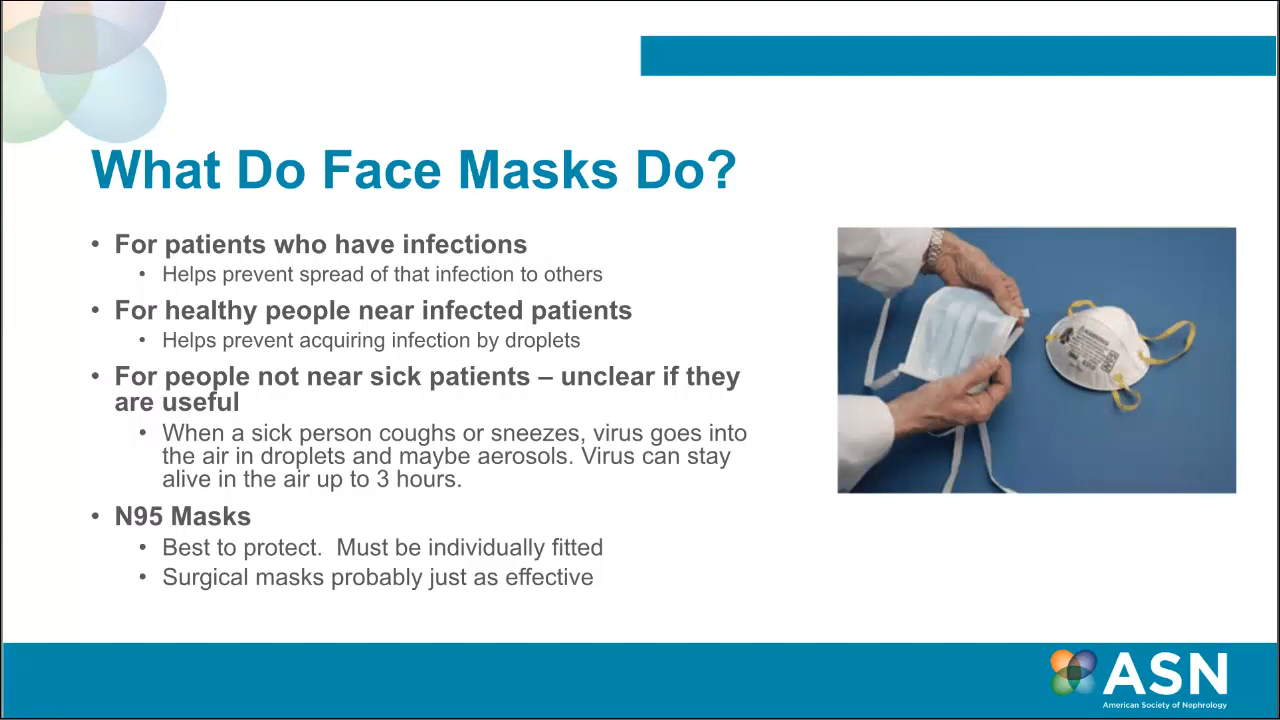 What Do Face Masks Do?
• For patients who have infections
• Helps prevent spread of that infection to others
• For healthy people near infected patients
• Helps prevent acquiring infection by droplets
• For people not near sick patients – unclear if they
are useful
• When a sick person coughs or sneezes, virus goes into
the air in droplets and maybe aerosols. Virus can stay
alive in the air up to 3 hours.
• N95 Masks
• Best to protect.  Must be individually fitted
• Surgical masks probably just as effective
ASN
American Society of Nephrology